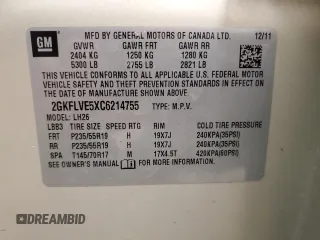 GM
MFD BY GENERAL MOTORS OF CANADA LTD. 12/11
GVWR GAWR FRT GAWR RR
2404 KG 1250 KG 1280 KG
5300 LB 2755 LB 2821 LB
THIS VEHICLE CONFORMS TO ALL APPLICABLE U.S. FEDERAL MOTOR
VEHICLE SAFETY AND THEFT PREVENTION STANDARDS IN EFFECT ON
THE DATE OF MANUFACTURE SHOWN ABOVE.
2GKFLVE5XC6214755 TYPE: M.P.V.
MODEL: LH26
LBB3 TIRE SIZE SPEED RTG RIM COLD TIRE PRESSURE
FRT P235/55R19 H 19X7J 240KPA(35PSI)
RR P235/55R19 H 19X7J 240KPA(35PSI)
SPA T145/70R17 M 17X4.5T 420KPA(60PSI)
SEE OWNER'S MANUAL
DREAMBID